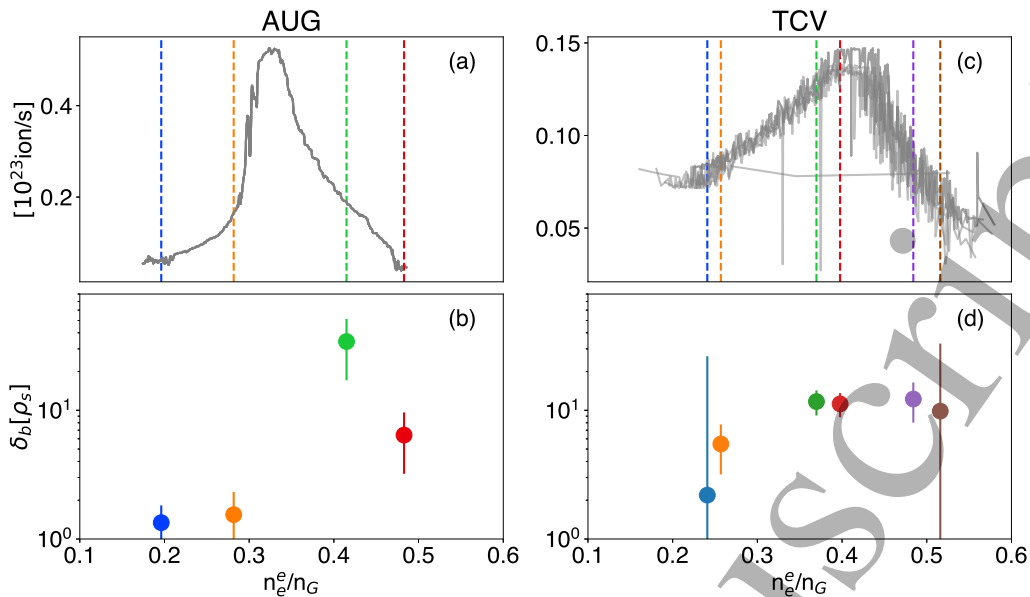 AUG
TCV
(a)
[10²³ion/s]
0.4
0.2
(c)
0.15
0.10
0.05
(b)
δ_b[ρ_s]
10¹
10⁰
0.1 0.2 0.3 0.4 0.5 0.6
n_e^e/n_G
(d)
10¹
10⁰
0.1 0.2 0.3 0.4 0.5 0.6
n_e^e/n_G
script